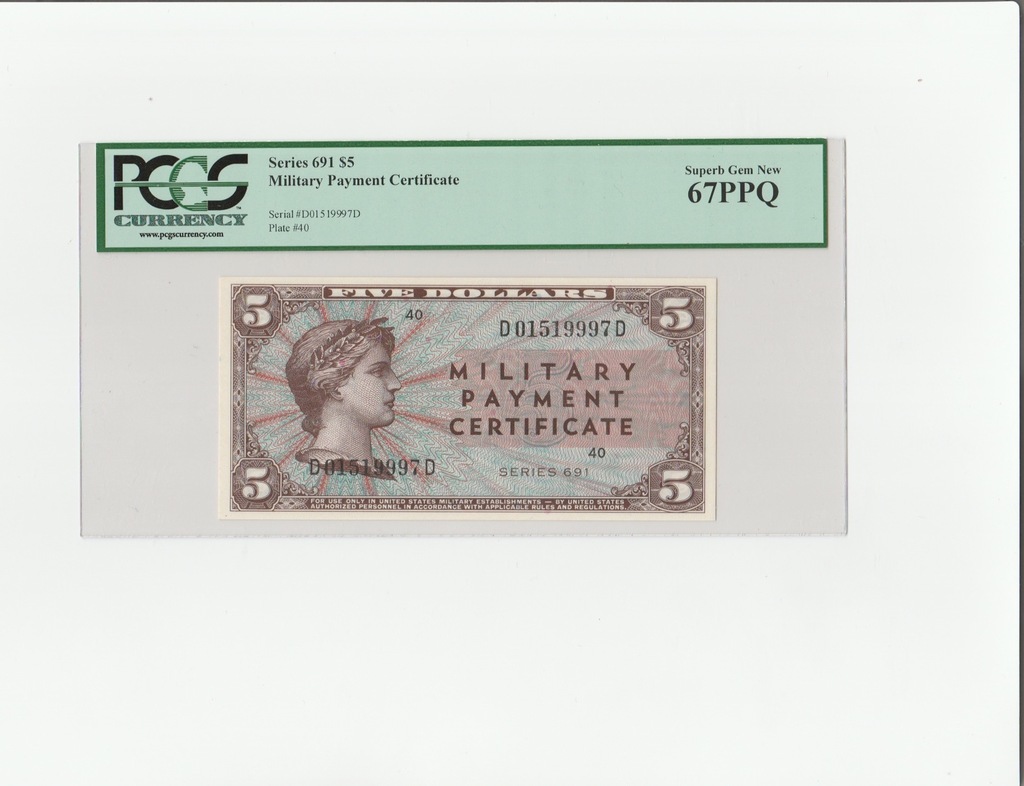 PCGS
CURRENCY
www.pcgscurrency.com
Series 691 $5
Military Payment Certificate
Serial #D01519997D
Plate #40
Superb Gem New
67PPQ
FIVE DOLLARS
5
5
40
D01519997D
MILITARY
PAYMENT
CERTIFICATE
40
D01519997D
SERIES 691
5
5
FOR USE ONLY IN UNITED STATES MILITARY ESTABLISHMENTS — BY UNITED STATES
AUTHORIZED PERSONNEL IN ACCORDANCE WITH APPLICABLE RULES AND REGULATIONS.